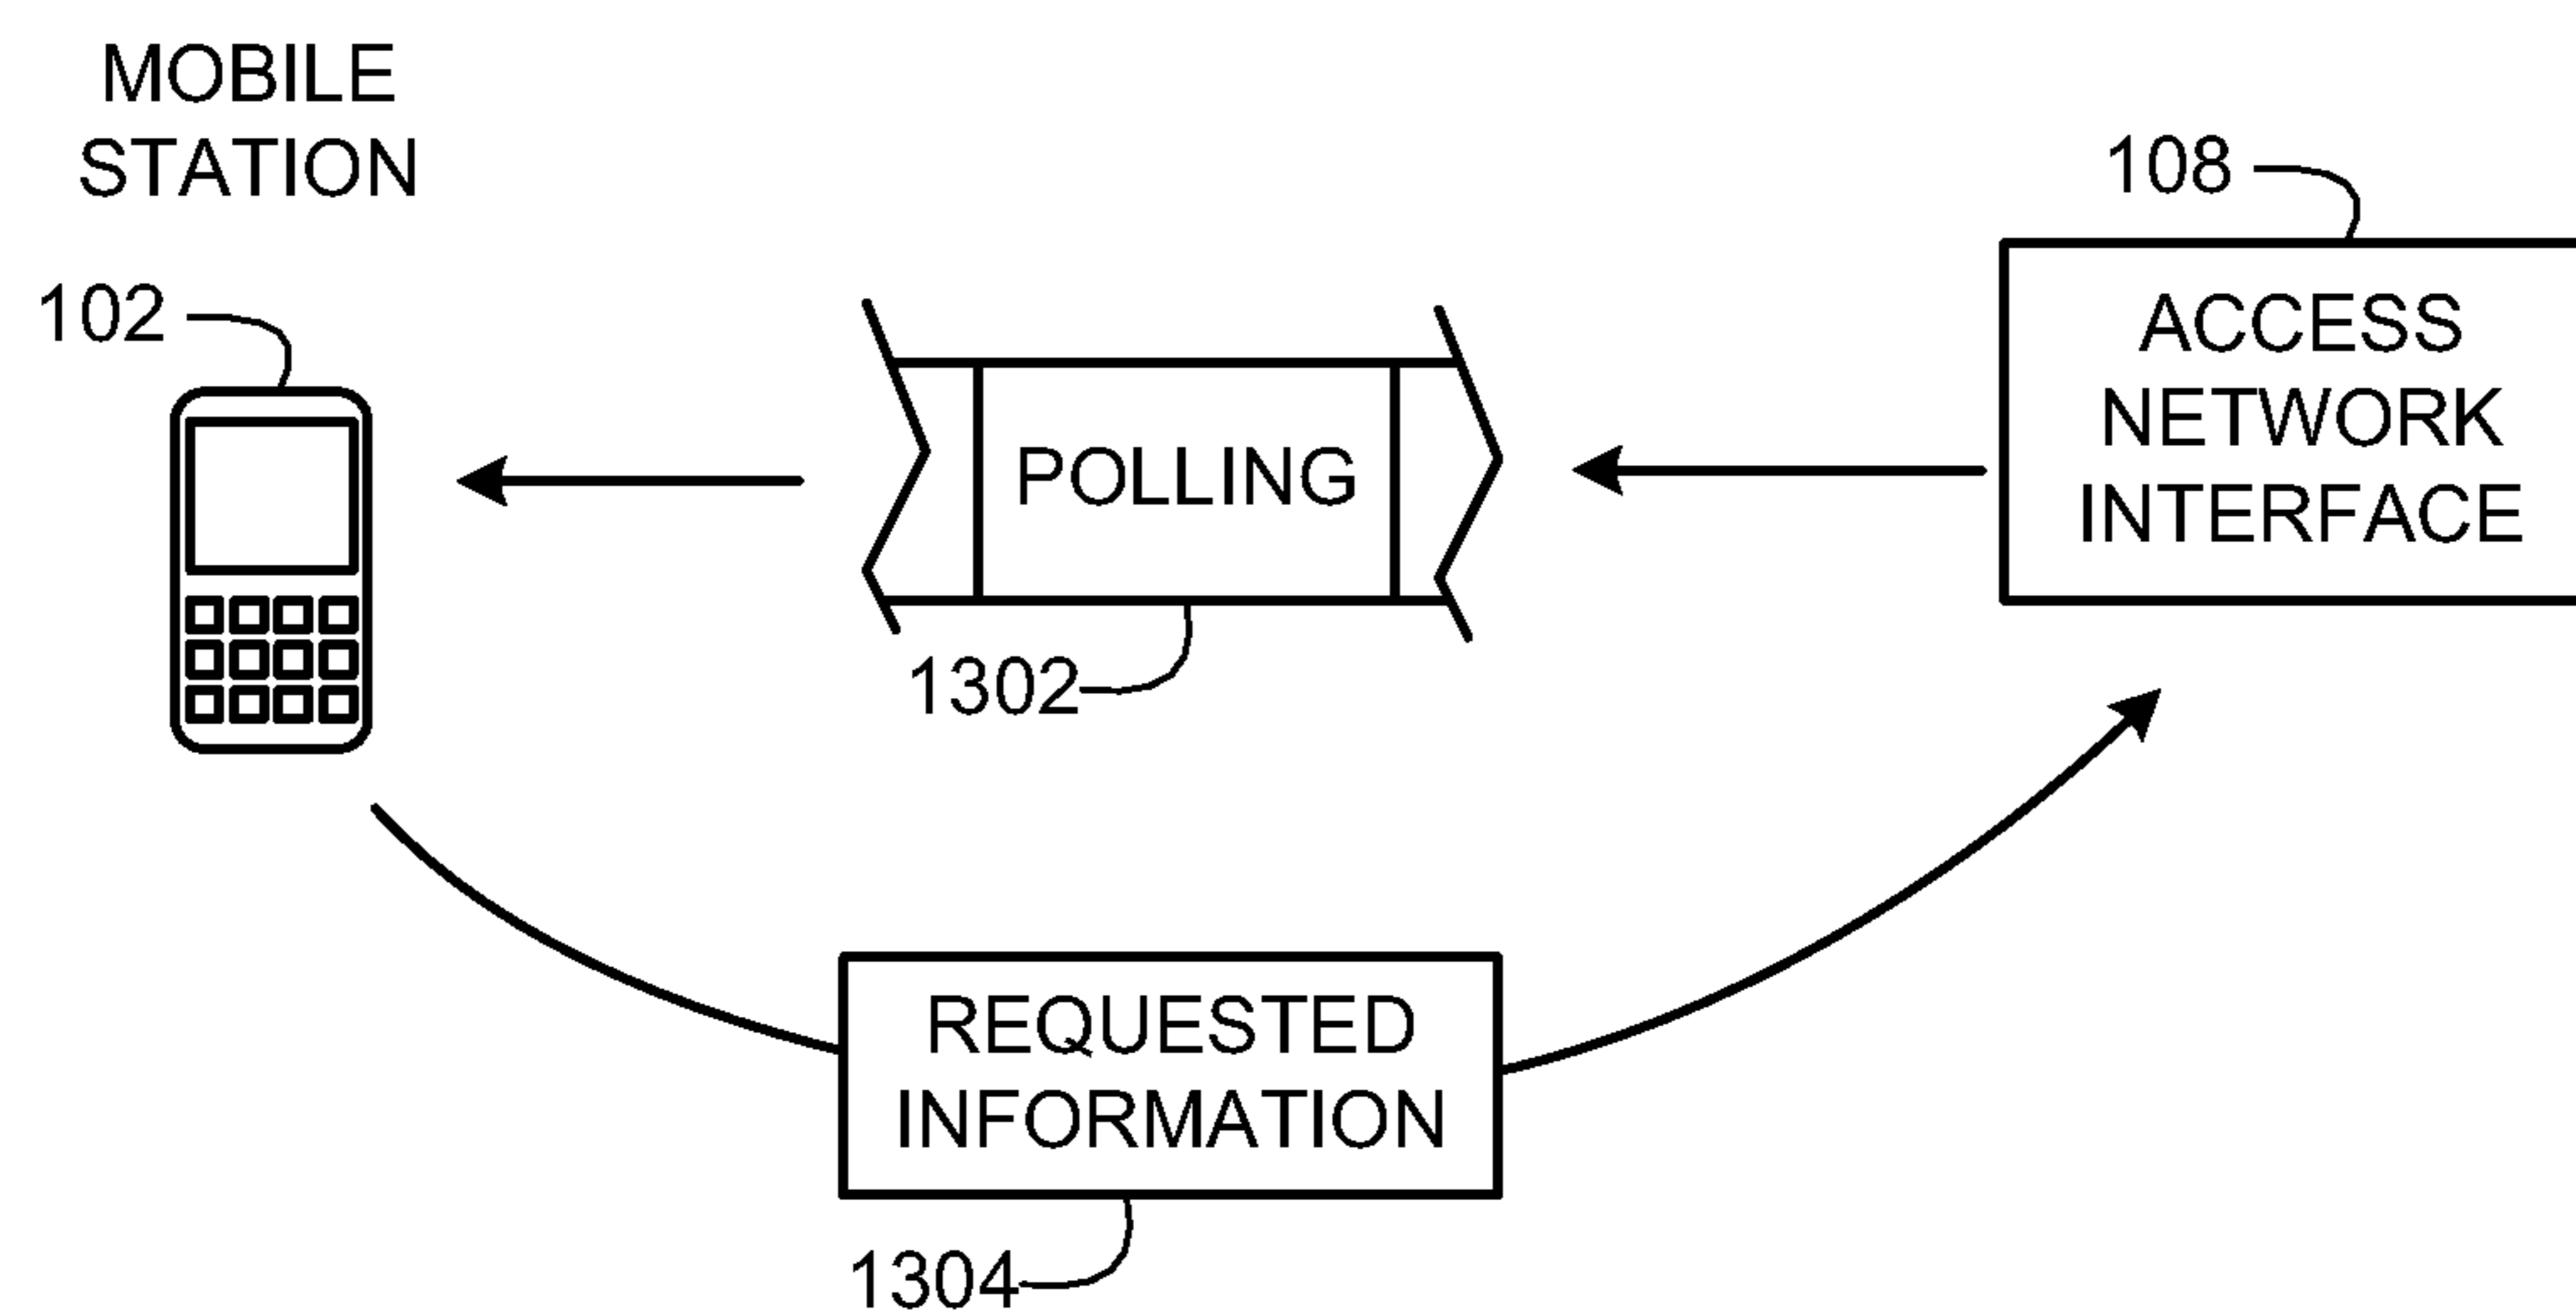 MOBILE
STATION
102
108
ACCESS
NETWORK
INTERFACE
POLLING
1302
REQUESTED
INFORMATION
1304